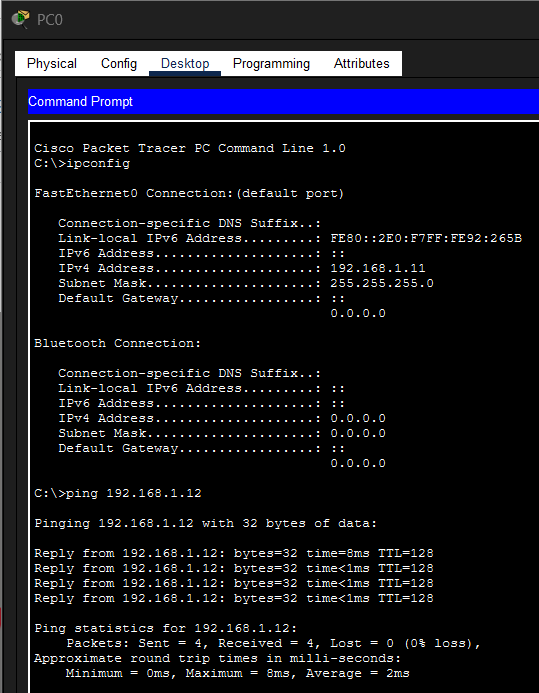 PC0
Physical Config Desktop Programming Attributes
Command Prompt
Cisco Packet Tracer PC Command Line 1.0
C:\>ipconfig
FastEthernet0 Connection:(default port)
Connection-specific DNS Suffix..:
Link-local IPv6 Address.........: FE80::2E0:F7FF:FE92:265B
IPv6 Address....................: ::
IPv4 Address....................: 192.168.1.11
Subnet Mask.....................: 255.255.255.0
Default Gateway.................: ::
0.0.0.0
Bluetooth Connection:
Connection-specific DNS Suffix..:
Link-local IPv6 Address.........: ::
IPv6 Address....................: ::
IPv4 Address....................: 0.0.0.0
Subnet Mask.....................: 0.0.0.0
Default Gateway.................: ::
0.0.0.0
C:\>ping 192.168.1.12
Pinging 192.168.1.12 with 32 bytes of data:
Reply from 192.168.1.12: bytes=32 time=8ms TTL=128
Reply from 192.168.1.12: bytes=32 time<1ms TTL=128
Reply from 192.168.1.12: bytes=32 time<1ms TTL=128
Reply from 192.168.1.12: bytes=32 time<1ms TTL=128
Ping statistics for 192.168.1.12:
Packets: Sent = 4, Received = 4, Lost = 0 (0% loss),
Approximate round trip times in milli-seconds:
Minimum = 0ms, Maximum = 8ms, Average = 2ms